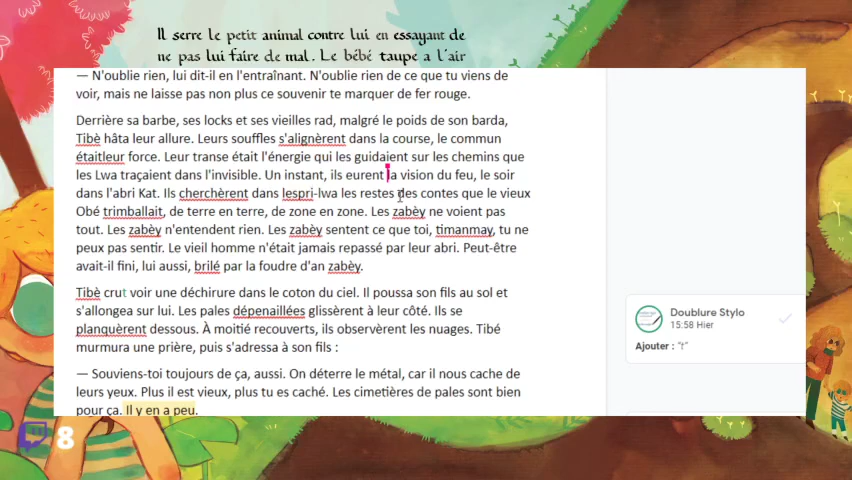 Il serre le petit animal contre lui en essayant de
ne pas lui faire de mal. Le bébé taupe a l'air
— N'oublie rien, lui dit-il en l'entraînant. N'oublie rien de ce que tu viens de
voir, mais ne laisse pas non plus ce souvenir te marquer de fer rouge.
Derrière sa barbe, ses locks et ses vieilles rad, malgré le poids de son barda,
Tibè hâta leur allure. Leurs souffles s'alignèrent dans la course, le commun
étaitleur force. Leur transe était l'énergie qui les guidaient sur les chemins que
les Lwa traçaient dans l'invisible. Un instant, ils eurent la vision du feu, le soir
dans l'abri Kat. Ils cherchèrent dans lespri-lwa les restes des contes que le vieux
Obé trimballait, de terre en terre, de zone en zone. Les zabèy ne voient pas
tout. Les zabèy n'entendent rien. Les zabèy sentent ce que toi, timanmay, tu ne
peux pas sentir. Le vieil homme n'était jamais repassé par leur abri. Peut-être
avait-il fini, lui aussi, brilé par la foudre d'an zabèy.
Tibè crut voir une déchirure dans le coton du ciel. Il poussa son fils au sol et
s'allongea sur lui. Les pales dépenaillées glissèrent à leur côté. Ils se
planquèrent dessous. À moitié recouverts, ils observèrent les nuages. Tibé
murmura une prière, puis s'adressa à son fils :
— Souviens-toi toujours de ça, aussi. On déterre le métal, car il nous cache de
leurs yeux. Plus il est vieux, plus tu es caché. Les cimetières de pales sont bien
pour ça. Il y en a peu.
Doublure Stylo
15:58 Hier
Ajouter : "t"
8